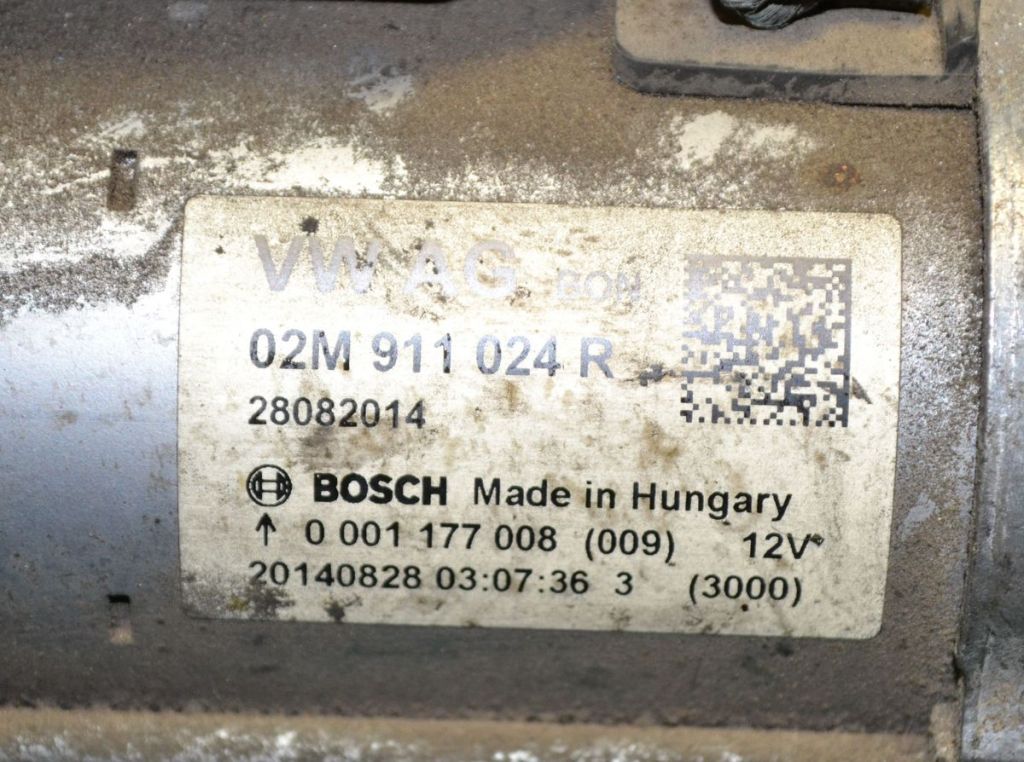 VW AG BON
02M 911 024 R
28082014
BOSCH Made in Hungary
↑ 0 001 177 008 (009) 12V
20140828 03:07:36 3 (3000)